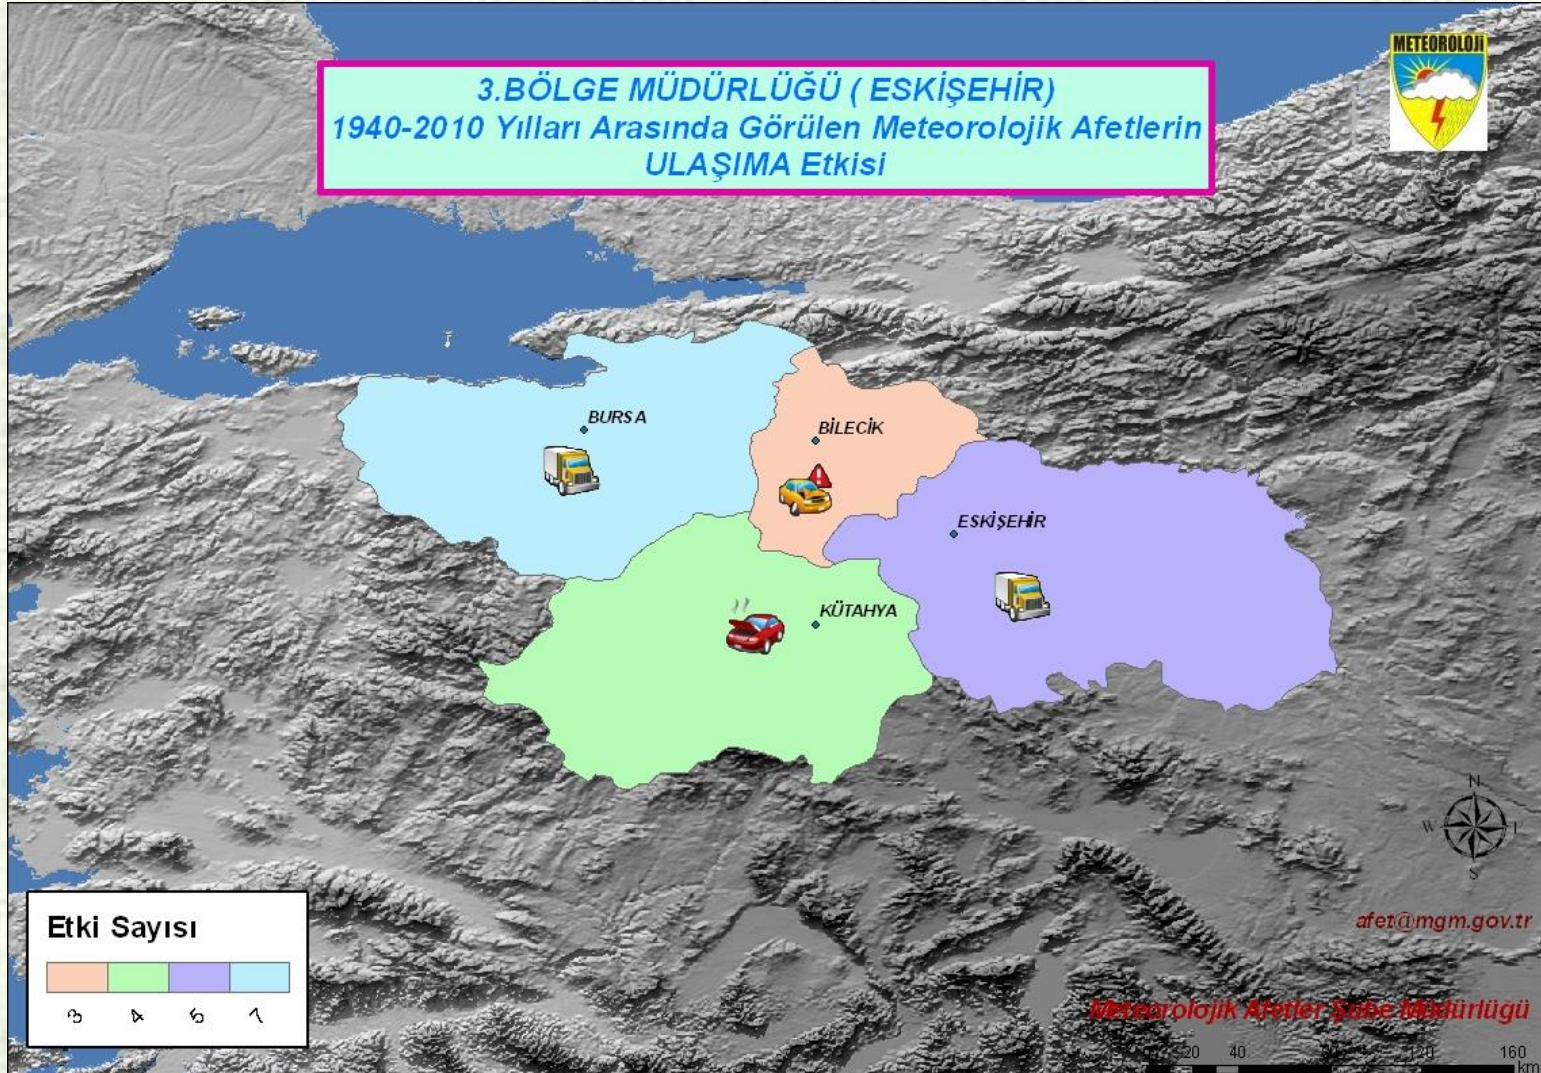 METEOROLOJİ
3.BÖLGE MÜDÜRLÜĞÜ ( ESKİŞEHİR)
1940-2010 Yılları Arasında Görülen Meteorolojik Afetlerin
ULAŞIMA Etkisi
BURSA
BİLECİK
ESKİŞEHİR
KÜTAHYA
N
W
S
Etki Sayısı
3 4 5 7
afet@mgm.gov.tr
Meteorolojik Afetler Şube Müdürlüğü
20 40 80 120 160
km